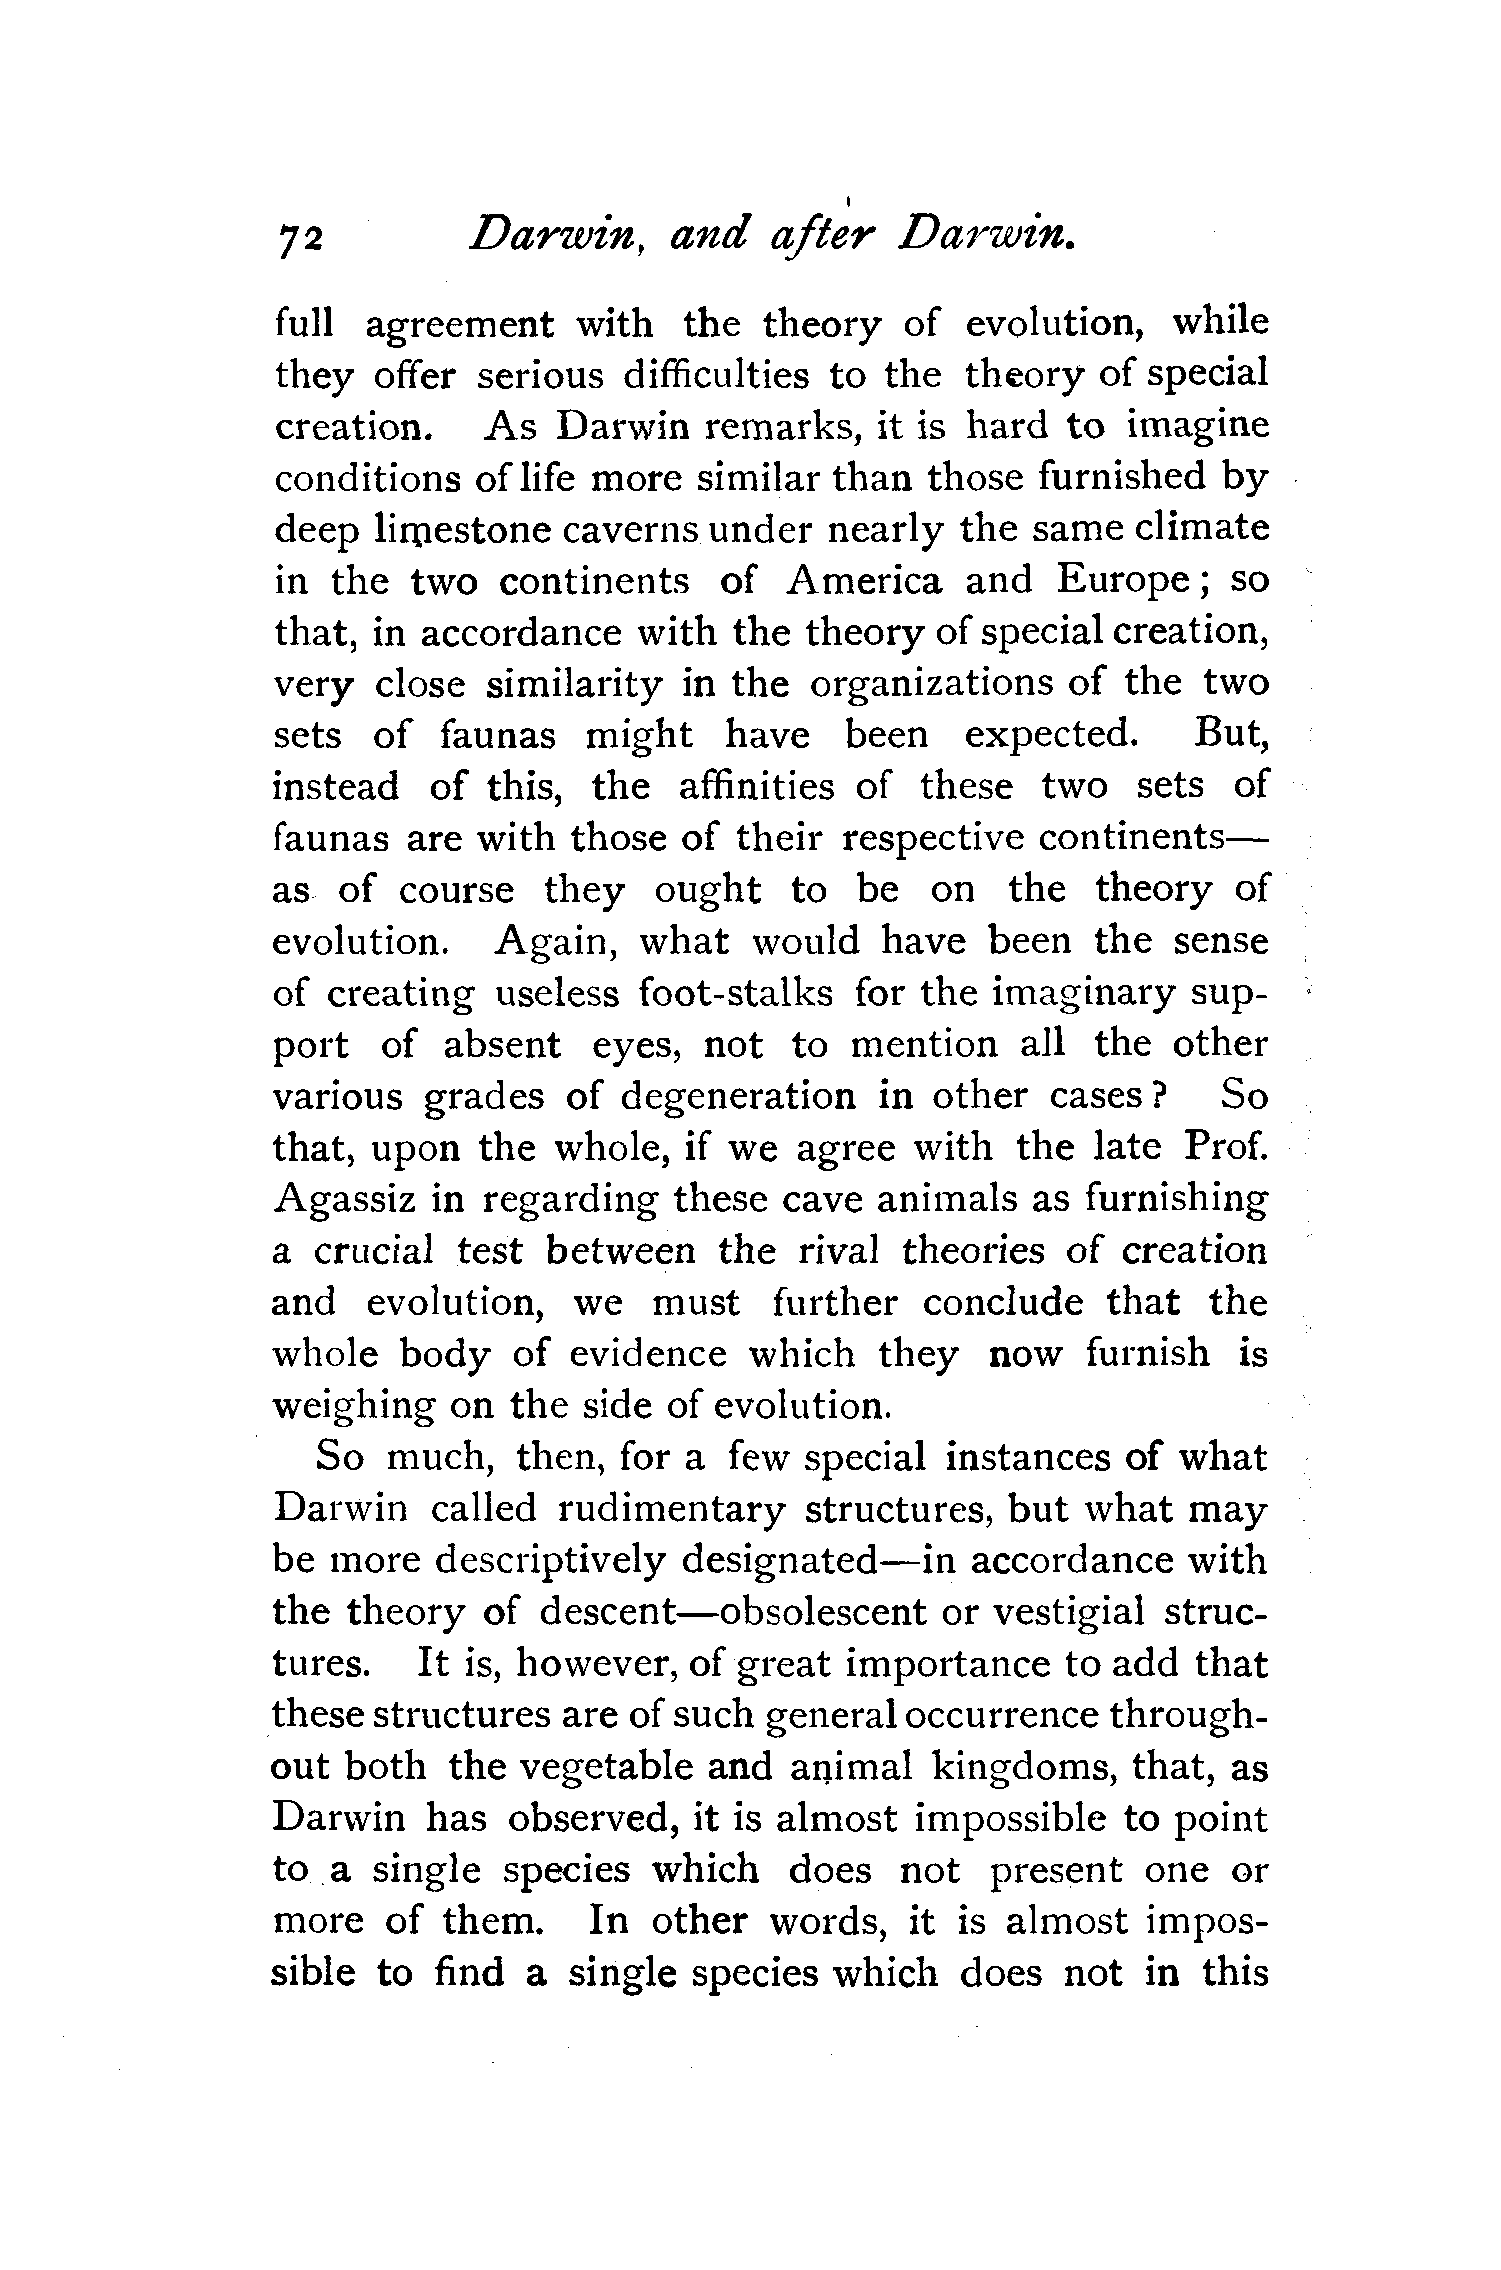 72 Darwin, and after Darwin.
full agreement with the theory of evolution, while
they offer serious difficulties to the theory of special
creation. As Darwin remarks, it is hard to imagine
conditions of life more similar than those furnished by
deep limestone caverns under nearly the same climate
in the two continents of America and Europe ; so
that, in accordance with the theory of special creation,
very close similarity in the organizations of the two
sets of faunas might have been expected. But,
instead of this, the affinities of these two sets of
faunas are with those of their respective continents—
as of course they ought to be on the theory of
evolution. Again, what would have been the sense
of creating useless foot-stalks for the imaginary sup-
port of absent eyes, not to mention all the other
various grades of degeneration in other cases ? So
that, upon the whole, if we agree with the late Prof.
Agassiz in regarding these cave animals as furnishing
a crucial test between the rival theories of creation
and evolution, we must further conclude that the
whole body of evidence which they now furnish is
weighing on the side of evolution.
So much, then, for a few special instances of what
Darwin called rudimentary structures, but what may
be more descriptively designated—in accordance with
the theory of descent—obsolescent or vestigial struc-
tures. It is, however, of great importance to add that
these structures are of such general occurrence through-
out both the vegetable and animal kingdoms, that, as
Darwin has observed, it is almost impossible to point
to a single species which does not present one or
more of them. In other words, it is almost impos-
sible to find a single species which does not in this